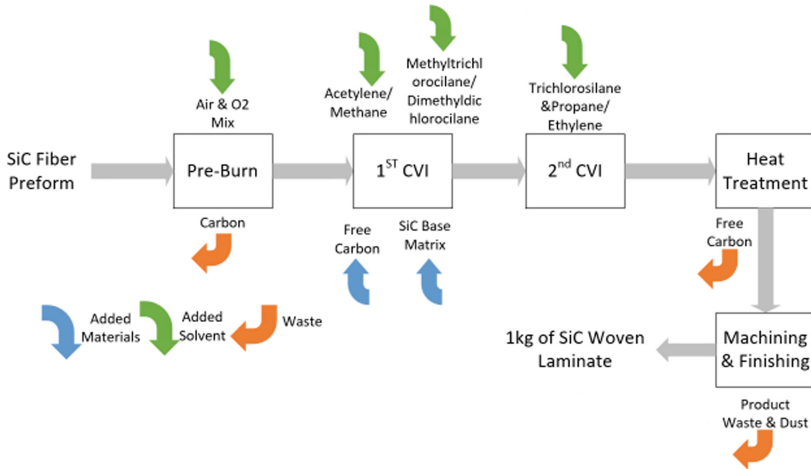 Air & O2
Mix
Acetylene/
Methane
Methyltrichl
orocilane/
Dimethyldic
hlorocilane
Trichlorosilane
&Propane/
Ethylene
SiC Fiber
Preform
Pre-Burn
1ST CVI
2nd CVI
Heat
Treatment
Carbon
Free
Carbon
SiC Base
Matrix
Free
Carbon
Added
Materials
Added
Solvent
Waste
1kg of SiC Woven
Laminate
Machining
& Finishing
Product
Waste & Dust